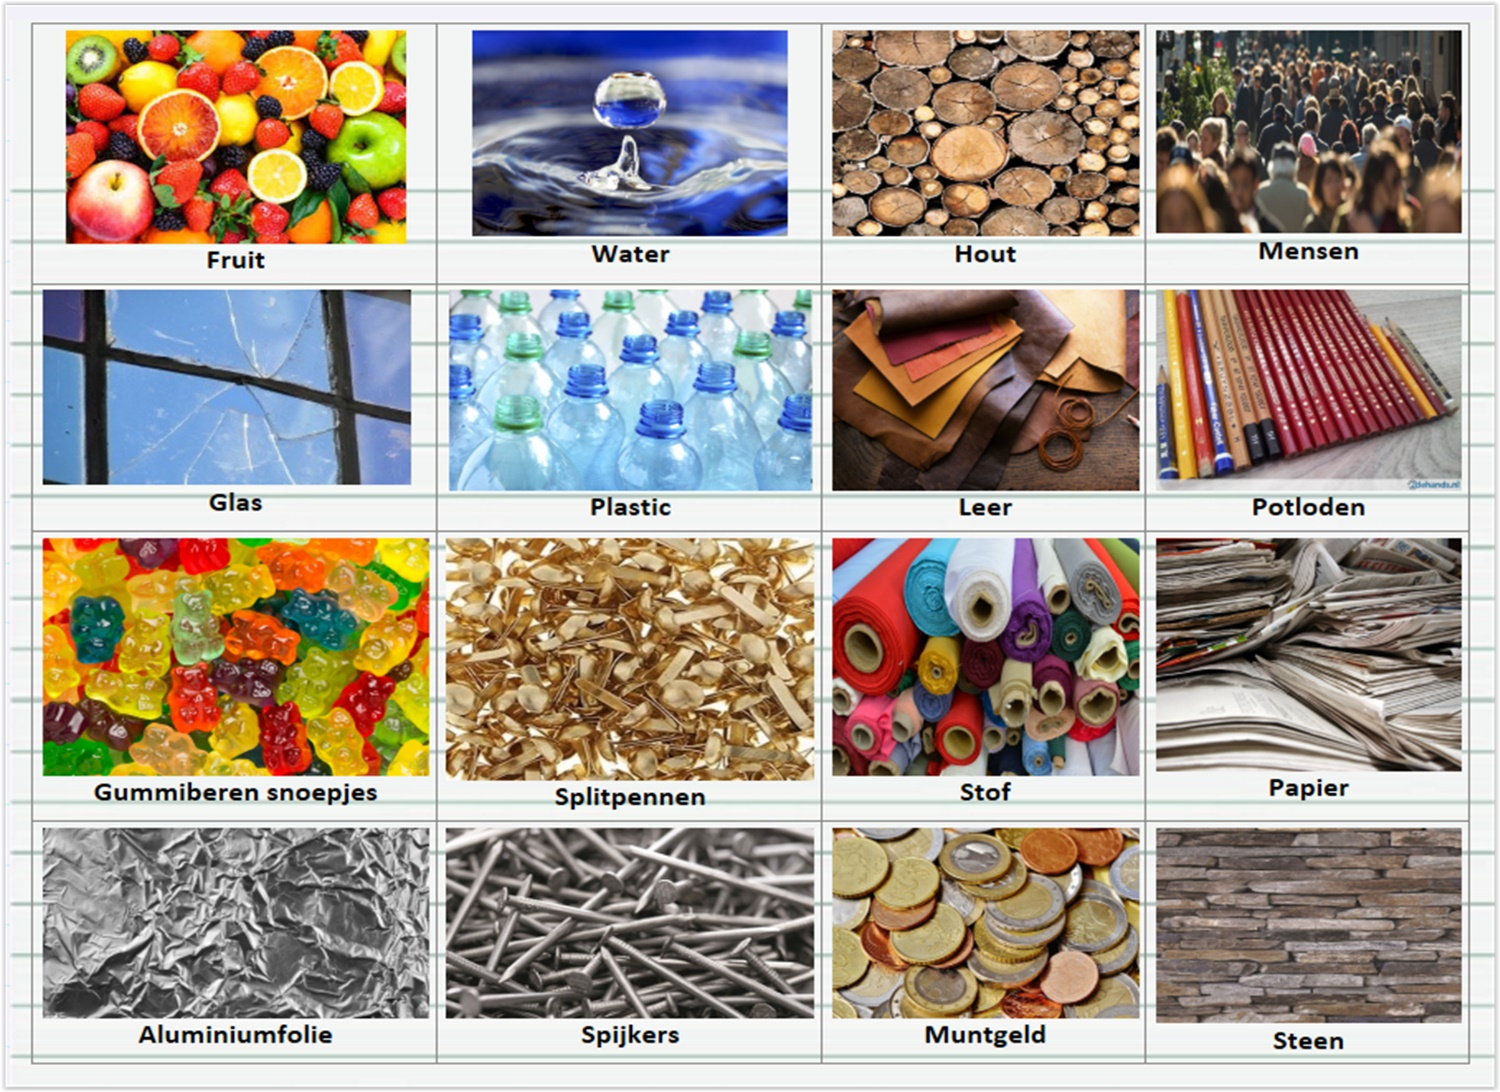 Fruit
Water
Hout
Mensen
Glas
Plastic
Leer
Potloden
Gummiberen snoepjes
Splitpennen
Stof
Papier
Aluminiumfolie
Spijkers
Muntgeld
Steen